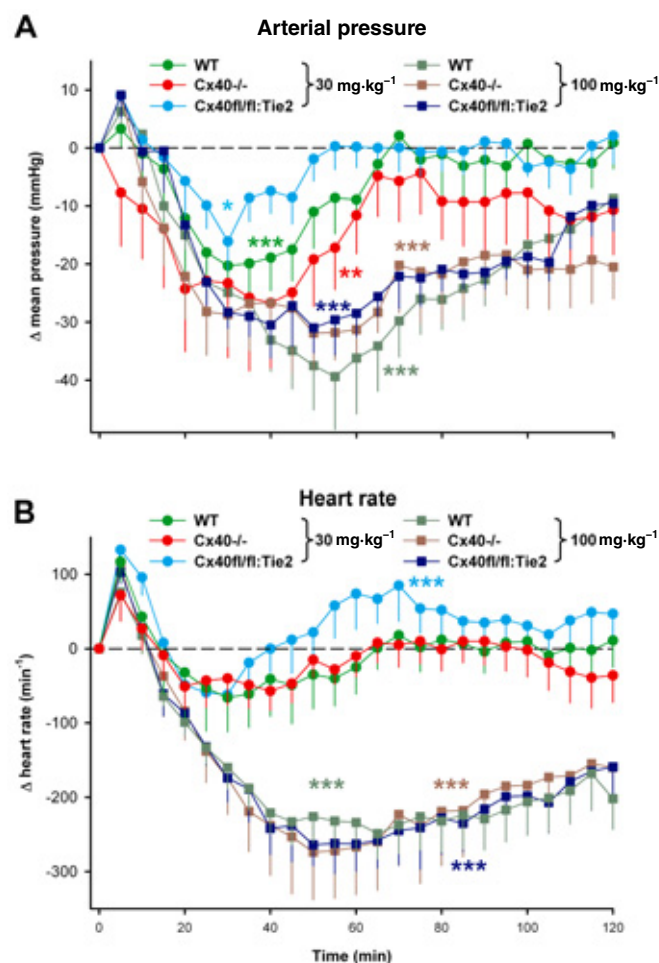 A
Arterial pressure
WT
Cx40-/-
Cx40fl/fl:Tie2
30 mg·kg⁻¹
WT
Cx40-/-
Cx40fl/fl:Tie2
100 mg·kg⁻¹
10
0
-10
-20
-30
-40
Δ mean pressure (mmHg)
*
***
**
***
***
***
B
Heart rate
WT
Cx40-/-
Cx40fl/fl:Tie2
30 mg·kg⁻¹
WT
Cx40-/-
Cx40fl/fl:Tie2
100 mg·kg⁻¹
100
0
-100
-200
-300
Δ heart rate (min⁻¹)
***
***
***
***
0 20 40 60 80 100 120
Time (min)